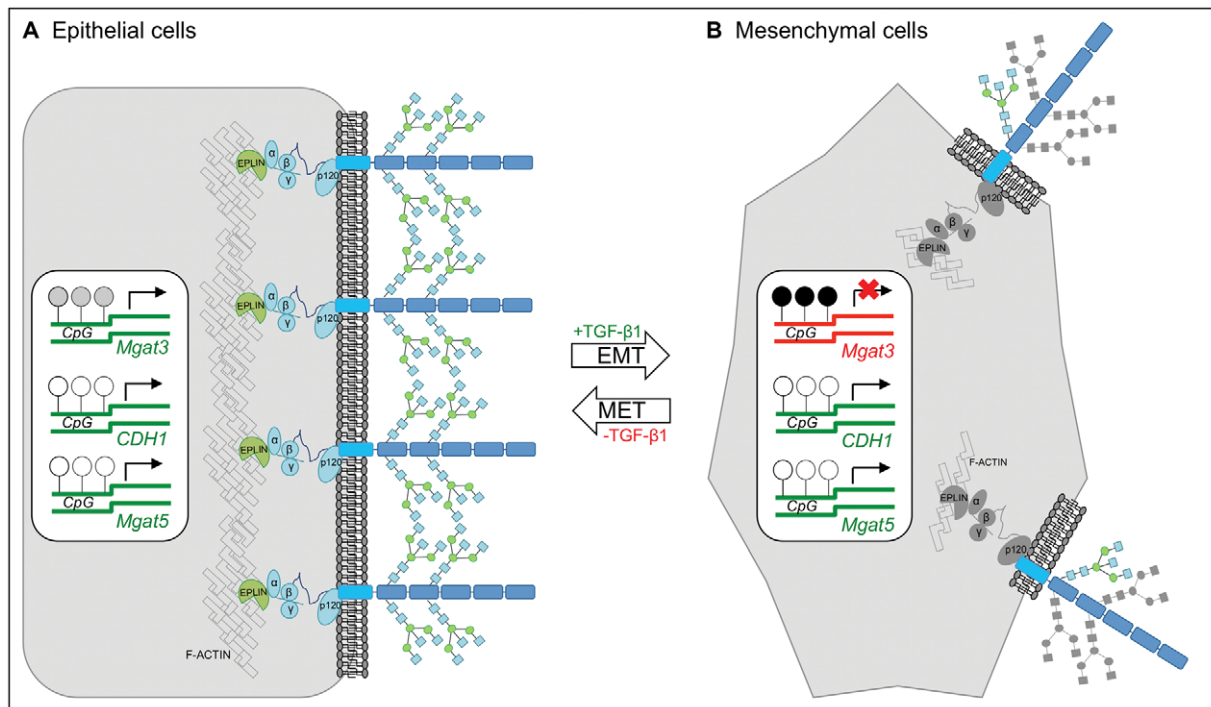 A Epithelial cells
EPLIN
α
β
γ
p120
EPLIN
α
β
γ
p120
EPLIN
α
β
γ
p120
EPLIN
α
β
γ
p120
F-ACTIN
CpG
Mgat3
CpG
CDH1
CpG
Mgat5
+TGF-β1
EMT
MET
-TGF-β1
B Mesenchymal cells
p120
α
β
γ
EPLIN
CpG
Mgat3
CpG
CDH1
CpG
Mgat5
F-ACTIN
EPLIN
α
β
γ
p120